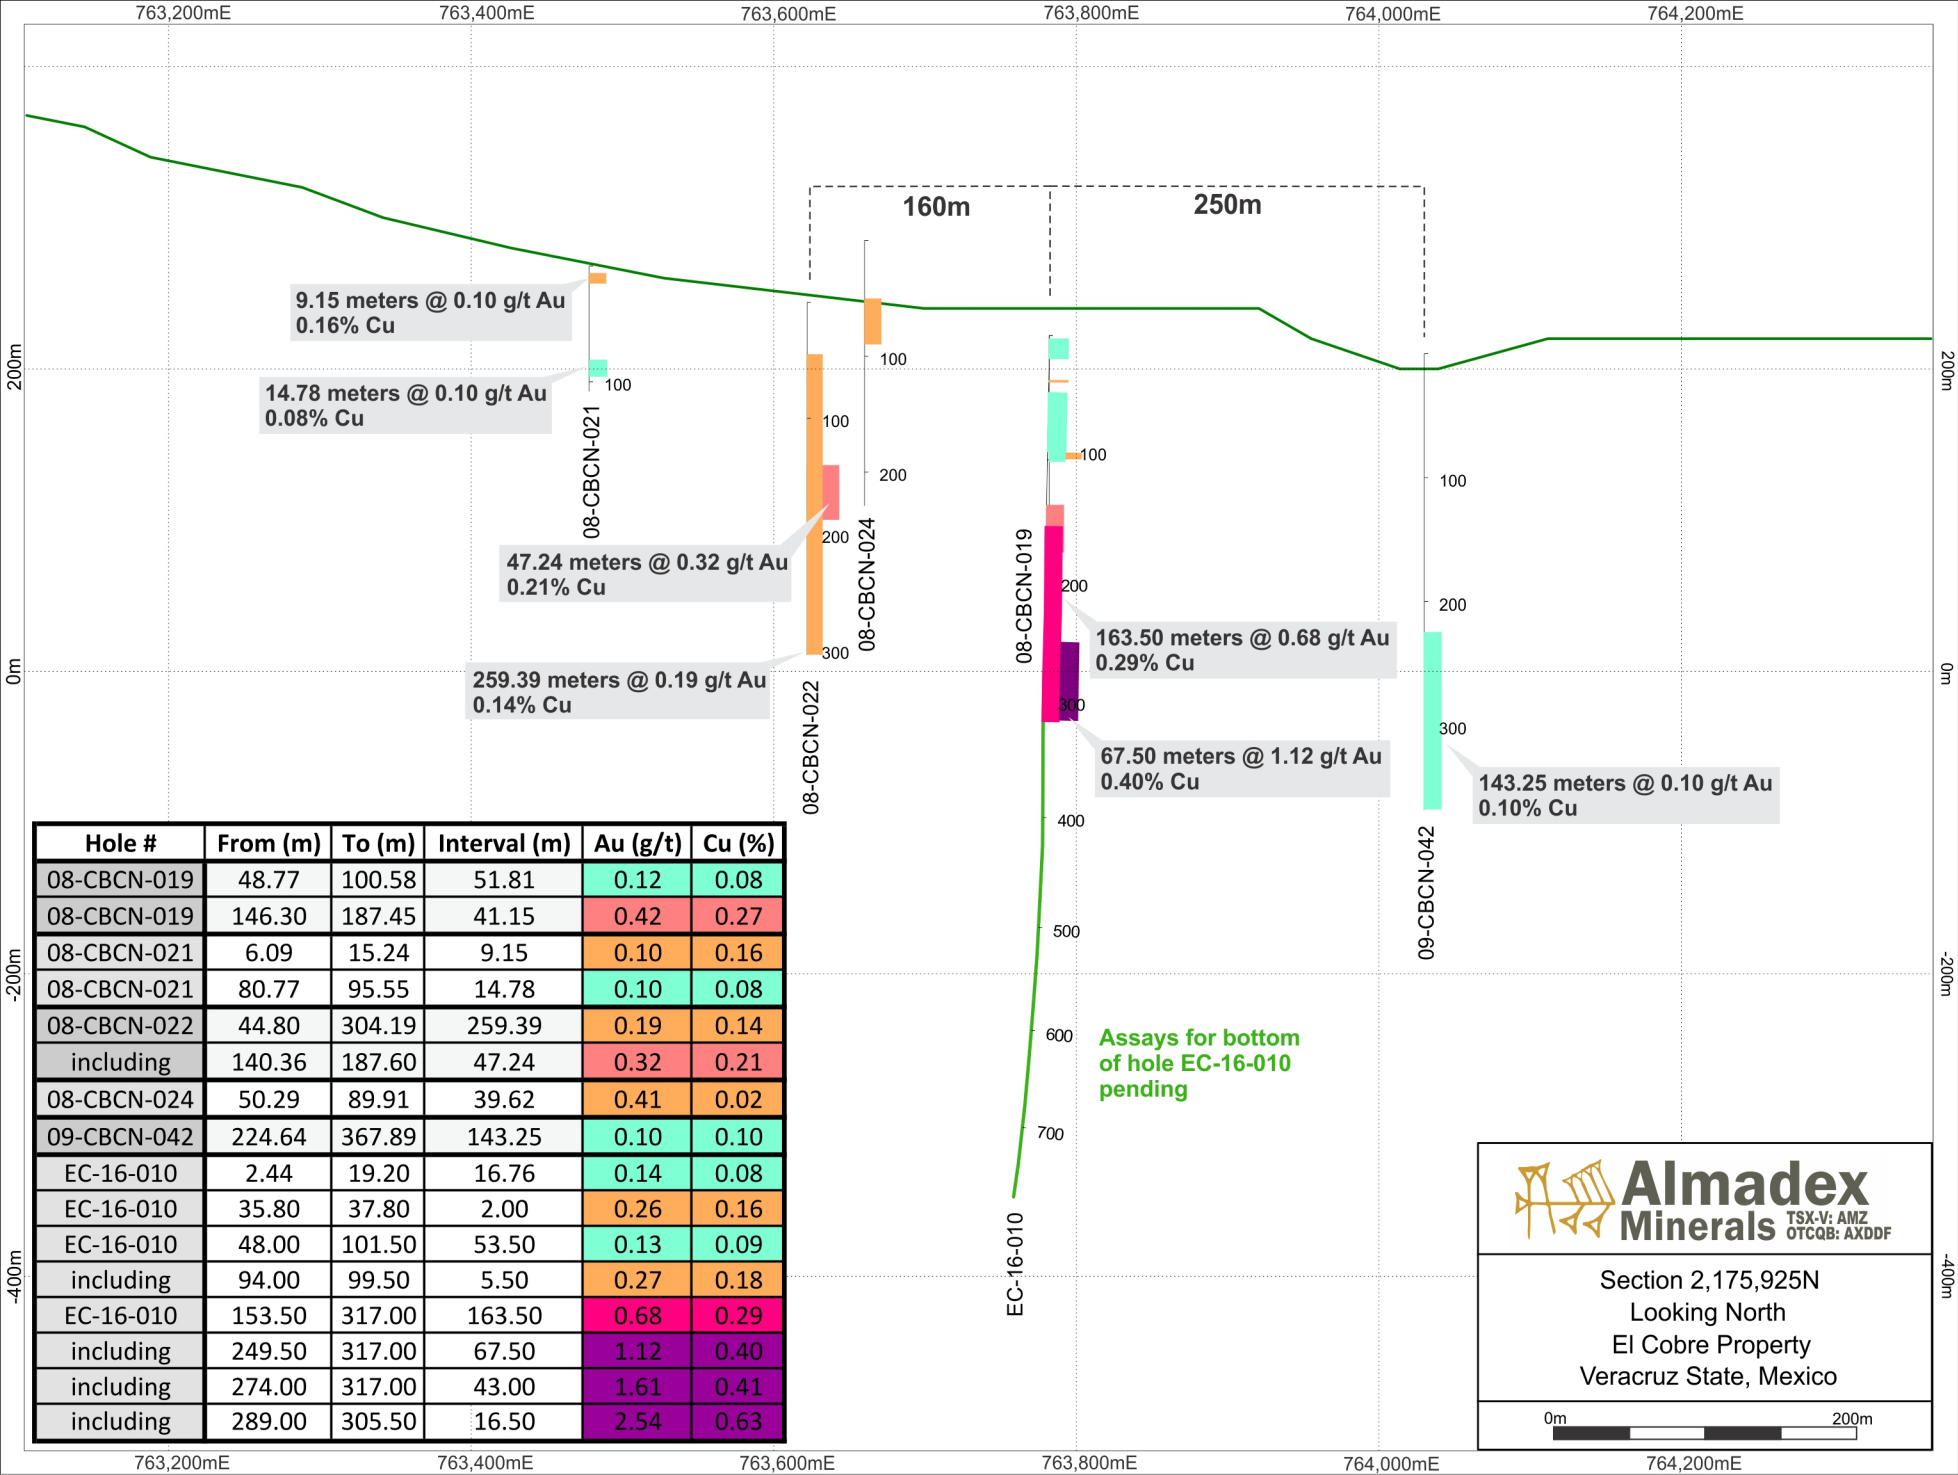 763,200mE 763,400mE 763,600mE 763,800mE 764,000mE 764,200mE
160m
250m
9.15 meters @ 0.10 g/t Au
0.16% Cu
200m
200m
100
14.78 meters @ 0.10 g/t Au
0.08% Cu
100
08-CBCN-021
100
200
300
08-CBCN-022
100
200
08-CBCN-024
47.24 meters @ 0.32 g/t Au
0.21% Cu
259.39 meters @ 0.19 g/t Au
0.14% Cu
100
200
300
400
500
600
700
08-CBCN-019
EC-16-010
163.50 meters @ 0.68 g/t Au
0.29% Cu
67.50 meters @ 1.12 g/t Au
0.40% Cu
100
200
300
09-CBCN-042
143.25 meters @ 0.10 g/t Au
0.10% Cu
0m
0m
-200m
-200m
-400m
-400m
Assays for bottom
of hole EC-16-010
pending
Hole # From (m) To (m) Interval (m) Au (g/t) Cu (%)
08-CBCN-019 48.77 100.58 51.81 0.12 0.08
08-CBCN-019 146.30 187.45 41.15 0.42 0.27
08-CBCN-021 6.09 15.24 9.15 0.10 0.16
08-CBCN-021 80.77 95.55 14.78 0.10 0.08
08-CBCN-022 44.80 304.19 259.39 0.19 0.14
including 140.36 187.60 47.24 0.32 0.21
08-CBCN-024 50.29 89.91 39.62 0.41 0.02
09-CBCN-042 224.64 367.89 143.25 0.10 0.10
EC-16-010 2.44 19.20 16.76 0.14 0.08
EC-16-010 35.80 37.80 2.00 0.26 0.16
EC-16-010 48.00 101.50 53.50 0.13 0.09
including 94.00 99.50 5.50 0.27 0.18
EC-16-010 153.50 317.00 163.50 0.68 0.29
including 249.50 317.00 67.50 1.12 0.40
including 274.00 317.00 43.00 1.61 0.41
including 289.00 305.50 16.50 2.54 0.63
Almadex
Minerals
TSX-V: AMZ
OTCQB: AXDDF
Section 2,175,925N
Looking North
El Cobre Property
Veracruz State, Mexico
0m 200m
763,200mE 763,400mE 763,600mE 763,800mE 764,000mE 764,200mE